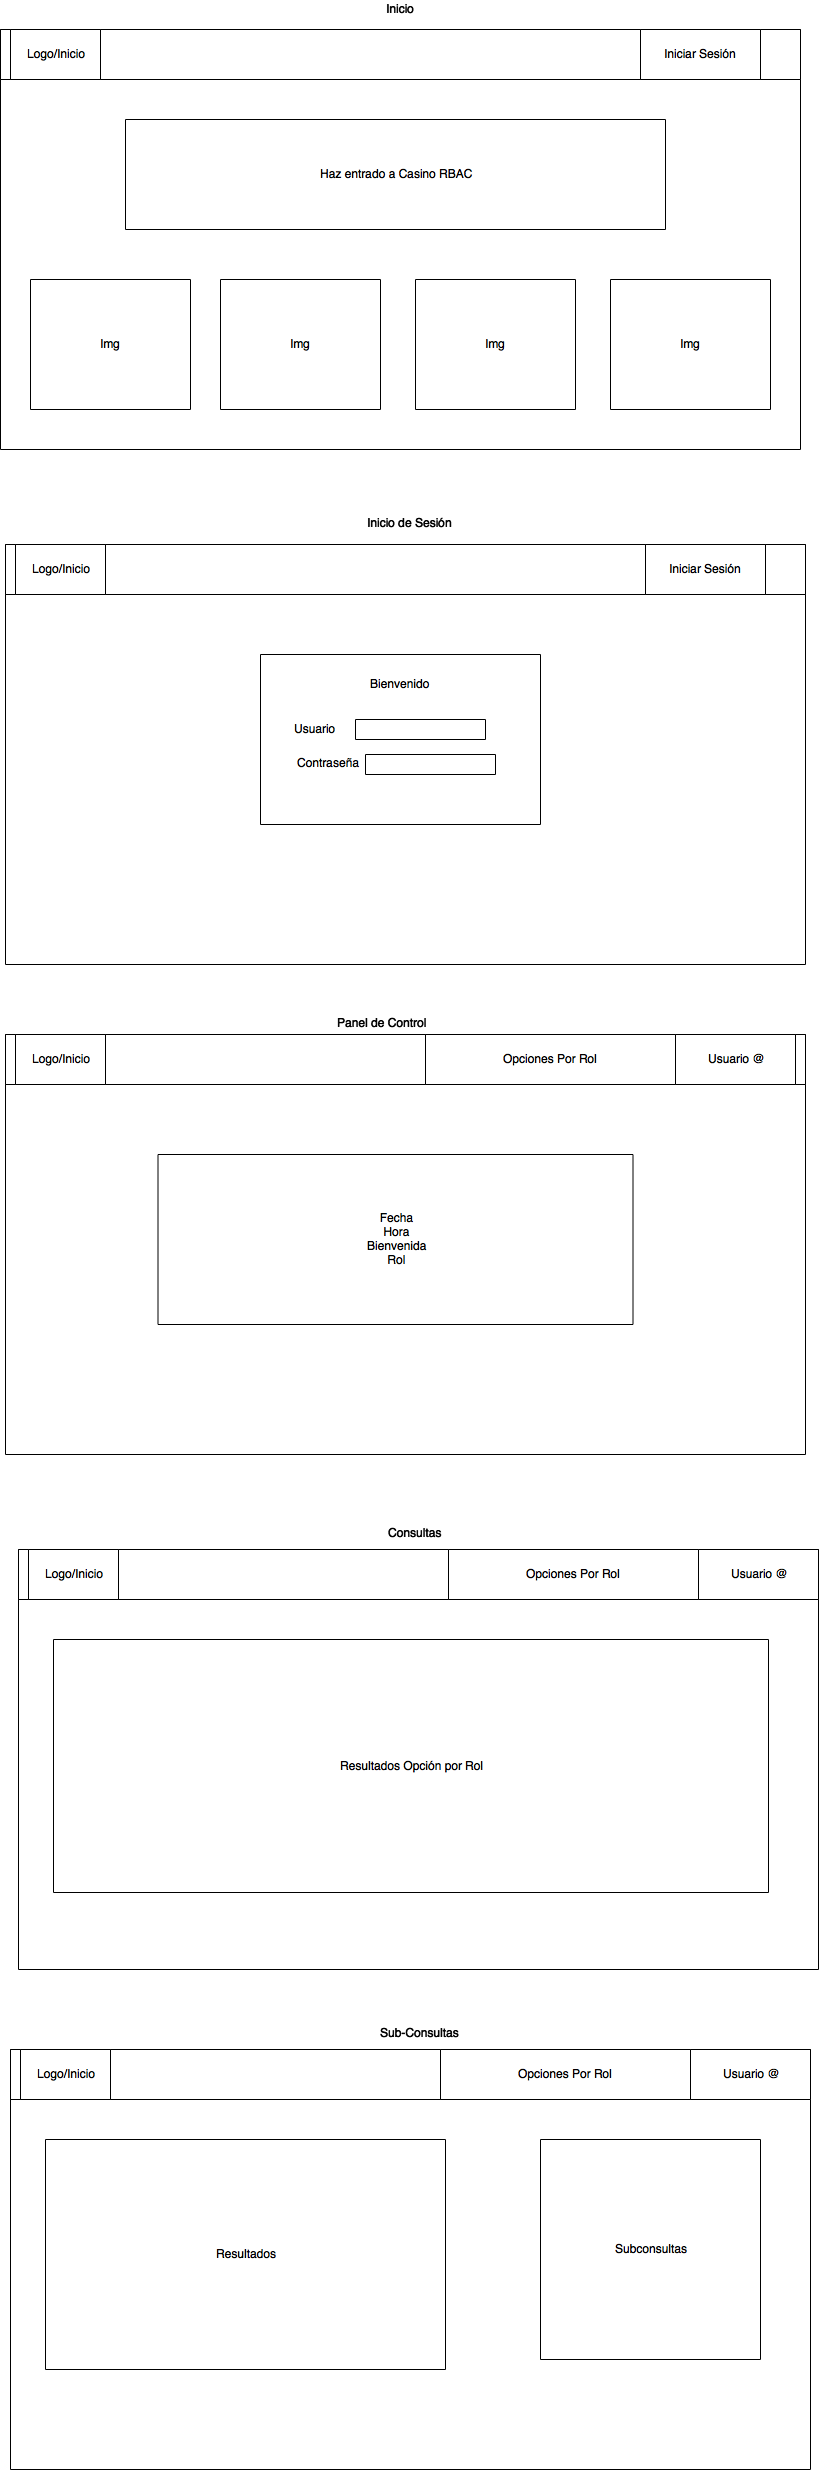 Inicio
Logo/Inicio
Iniciar Sesión
Haz entrado a Casino RBAC
Img
Img
Img
Img
Inicio de Sesión
Logo/Inicio
Iniciar Sesión
Bienvenido
Usuario
Contraseña
Panel de Control
Logo/Inicio
Opciones Por Rol
Usuario @
Fecha
Hora
Bienvenida
Rol
Consultas
Logo/Inicio
Opciones Por Rol
Usuario @
Resultados Opción por Rol
Sub-Consultas
Logo/Inicio
Opciones Por Rol
Usuario @
Resultados
Subconsultas